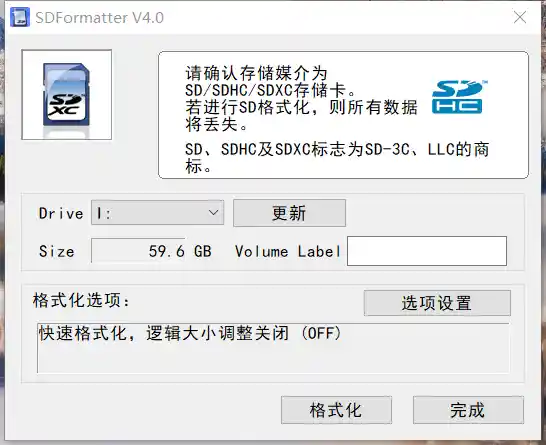 SDFormatter V4.0
SD
XC
请确认存储媒介为
SD/SDHC/SDXC存储卡。
若进行SD格式化，则所有数据
将丢失。
SD、SDHC及SDXC标志为SD-3C、LLC的商
标。
SD
HC
Drive I: 更新
Size 59.6 GB Volume Label
格式化选项：
选项设置
快速格式化，逻辑大小调整关闭 (OFF)
格式化 完成